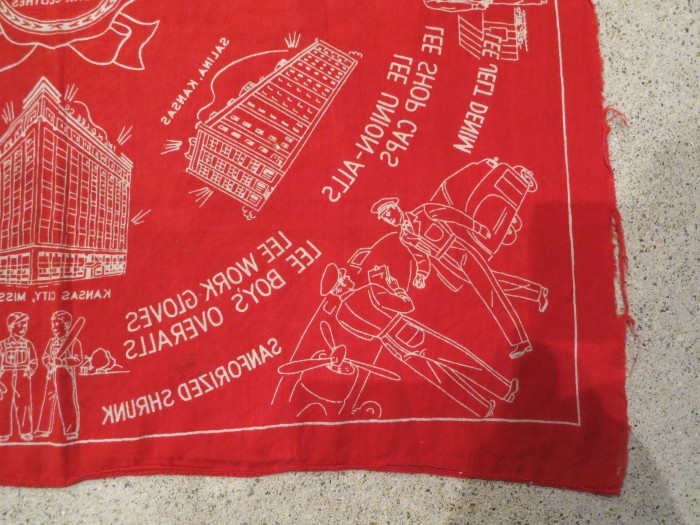 CLOTHES
SALINA, KANSAS
LEE JELT DENIM
LEE SHOP CAPS
LEE UNION-ALLS
KANSAS CITY, MISS
LEE WORK GLOVES
LEE BOYS' OVERALLS
SANFORIZED SHRUNK